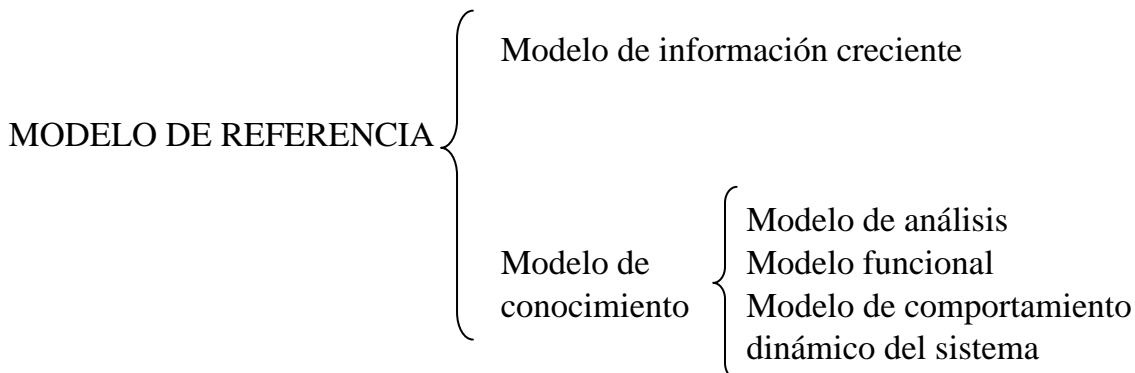 Modelo de información creciente
MODELO DE REFERENCIA
Modelo de
conocimiento
Modelo de análisis
Modelo funcional
Modelo de comportamiento
dinámico del sistema